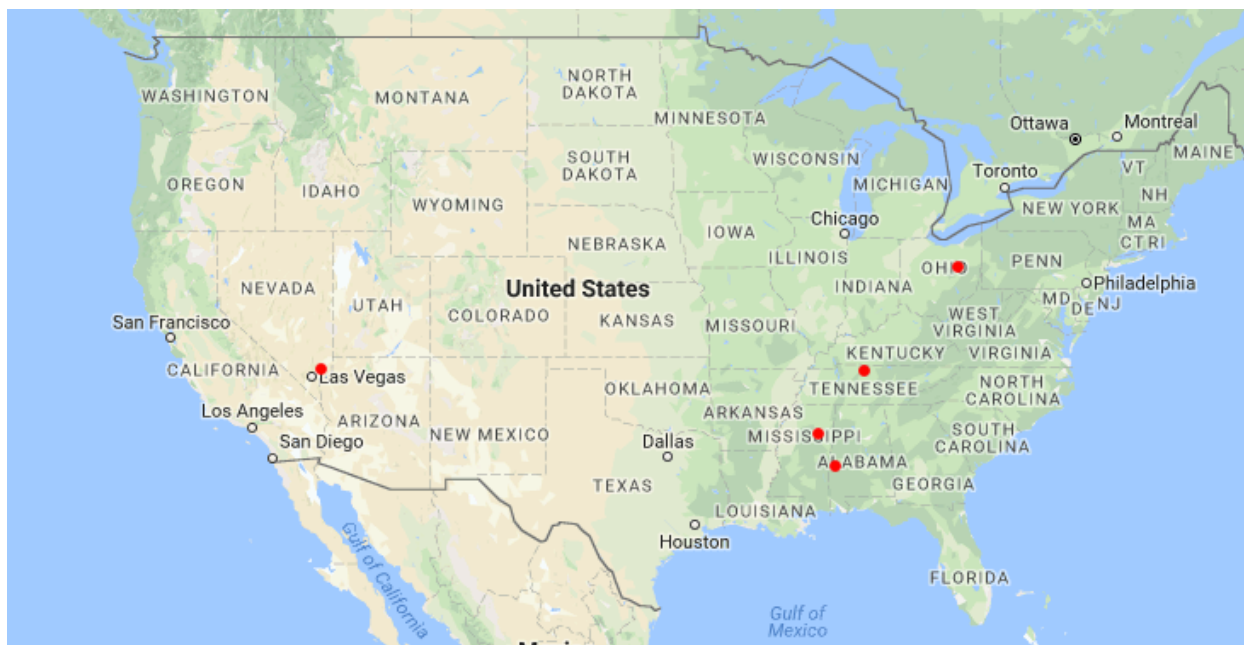 NORTH
DAKOTA
WASHINGTON
MONTANA
MINNESOTA
Ottawa
Montreal
MAINE
VT
WISCONSIN
SOUTH
DAKOTA
MICHIGAN
Toronto
OREGON
IDAHO
WYOMING
NH
NEW YORK
MA
CT RI
Chicago
IOWA
NEBRASKA
ILLINOIS
INDIANA
PENN
Philadelphia
NEVADA
United States
UTAH
COLORADO
KANSAS
MISSOURI
WEST
VIRGINIA
MD
DE
NJ
San Francisco
CALIFORNIA
Las Vegas
KENTUCKY
VIRGINIA
TENNESSEE
OKLAHOMA
NORTH
CAROLINA
Los Angeles
ARIZONA
NEW MEXICO
ARKANSAS
MISSISSIPPI
SOUTH
CAROLINA
San Diego
Dallas
ALABAMA
GEORGIA
TEXAS
LOUISIANA
Houston
Gulf of California
FLORIDA
Gulf of
Mexico